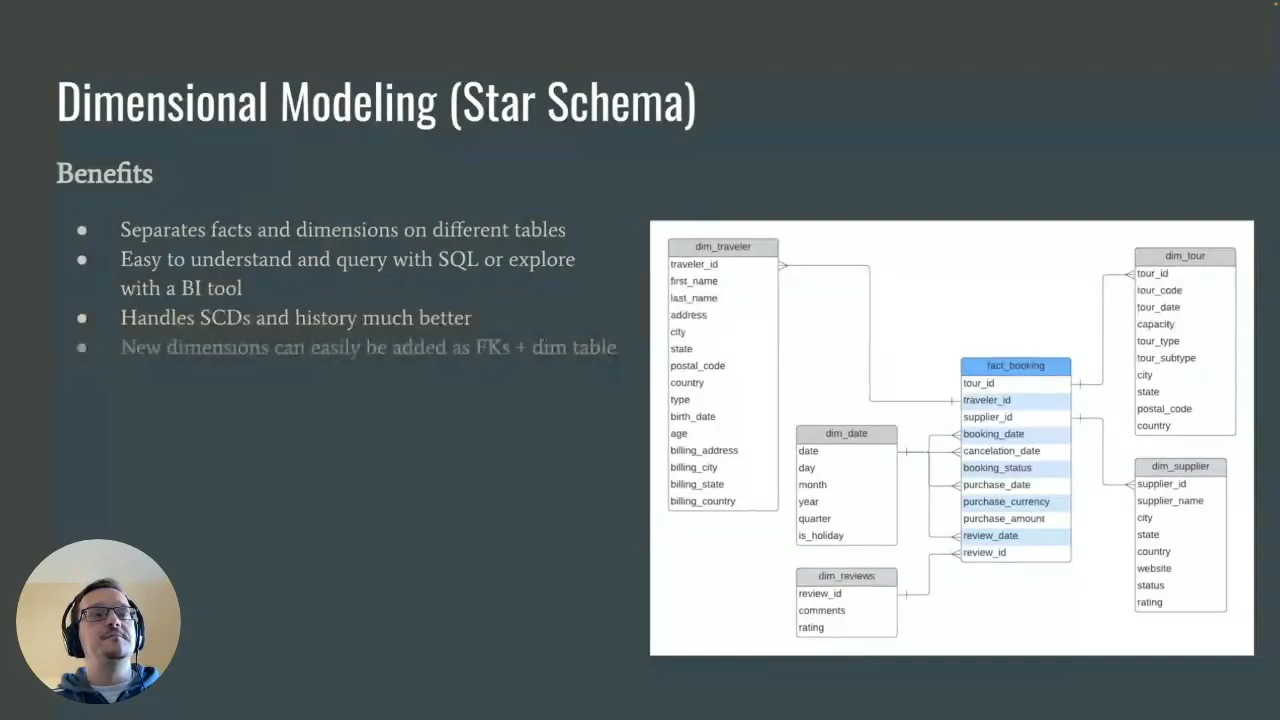 Dimensional Modeling (Star Schema)
Benefits
● Separates facts and dimensions on different tables
● Easy to understand and query with SQL or explore
with a BI tool
● Handles SCDs and history much better
● New dimensions can easily be added as FKs + dim table
dim_traveler
traveler_id
first_name
last_name
address
city
state
postal_code
country
type
birth_date
age
billing_address
billing_city
billing_state
billing_country
dim_date
date
day
month
year
quarter
is_holiday
dim_reviews
review_id
comments
rating
fact_booking
tour_id
traveler_id
supplier_id
booking_date
cancelation_date
booking_status
purchase_date
purchase_currency
purchase_amount
review_date
review_id
dim_tour
tour_id
tour_code
tour_date
capacity
tour_type
tour_subtype
city
state
postal_code
country
dim_supplier
supplier_id
supplier_name
city
state
country
website
status
rating